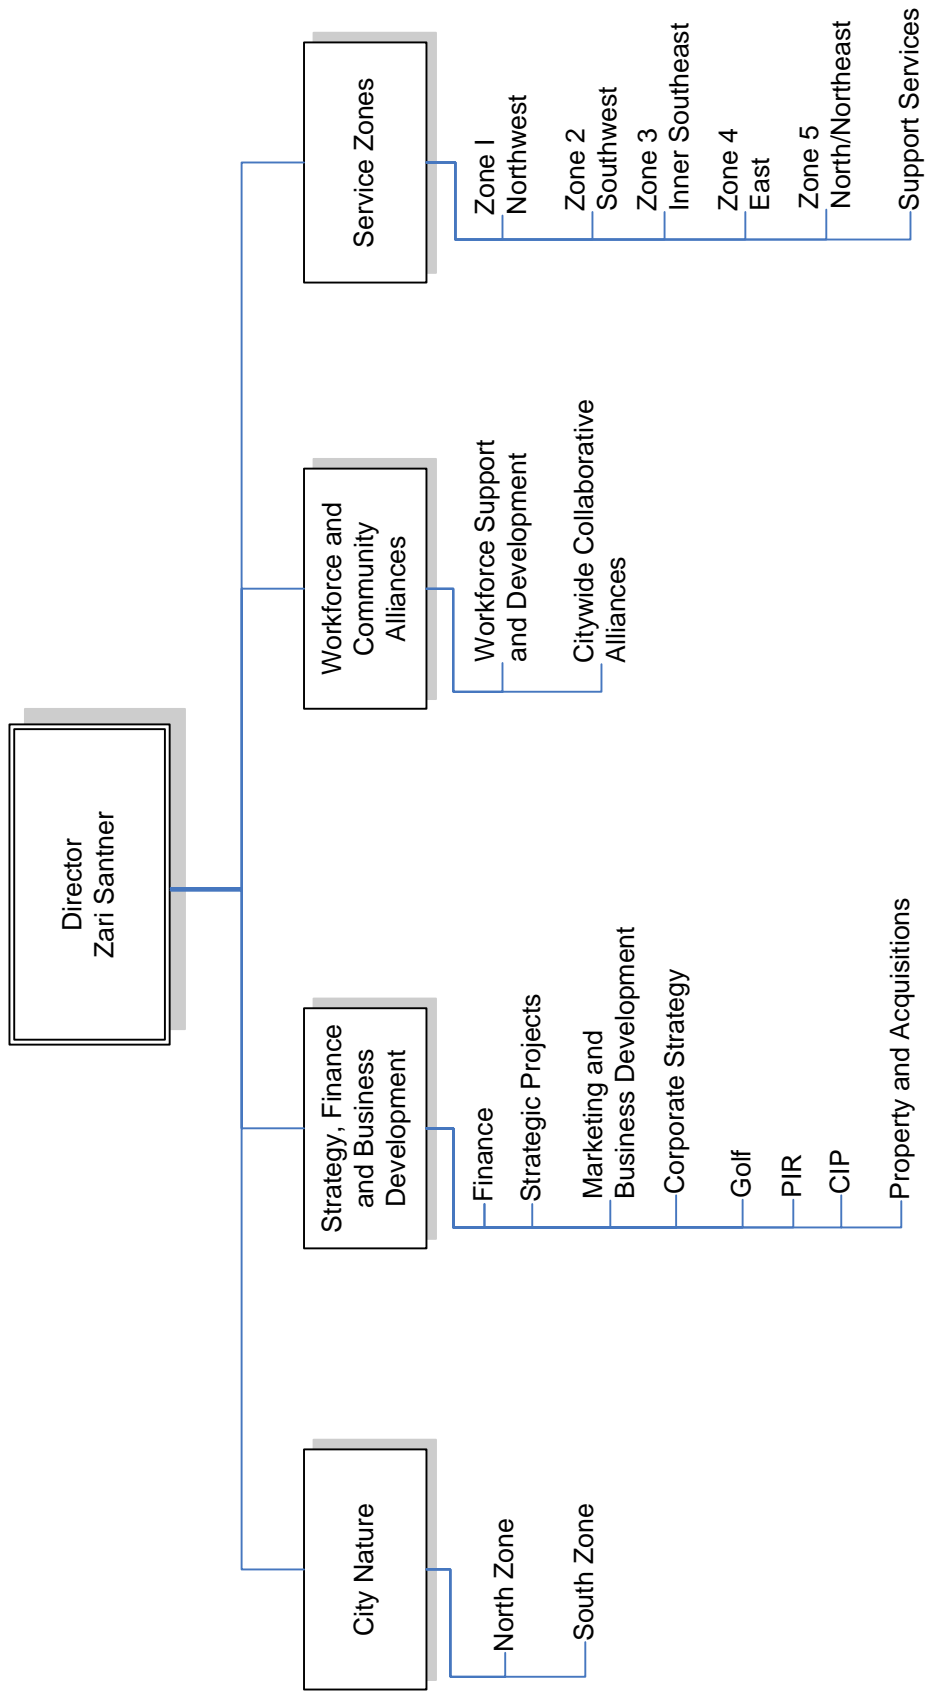 Director
Zari Santner
City Nature
North Zone
South Zone
Strategy, Finance
and Business
Development
Finance
Strategic Projects
Marketing and
Business Development
Corporate Strategy
Golf
PIR
CIP
Property and Acquisitions
Workforce and
Community
Alliances
Workforce Support
and Development
Citywide Collaborative
Alliances
Service Zones
Zone I
Northwest
Zone 2
Southwest
Zone 3
Inner Southeast
Zone 4
East
Zone 5
North/Northeast
Support Services